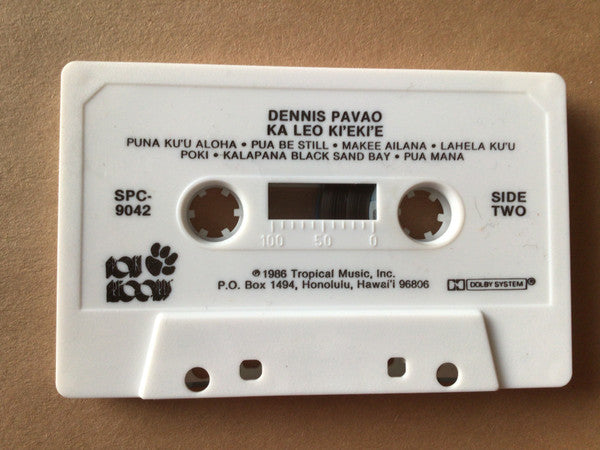 DENNIS PAVAO
KA LEO KI'EKI'E
PUNA KU'U ALOHA • PUA BE STILL • MAKEE AILANA • LAHELA KU'U
POKI • KALAPANA BLACK SAND BAY • PUA MANA
SPC-
9042
SIDE
TWO
100 50 0
POKI
RECORDS
℗1986 Tropical Music, Inc.
P.O. Box 1494, Honolulu, Hawai'i 96806
DOLBY SYSTEM®